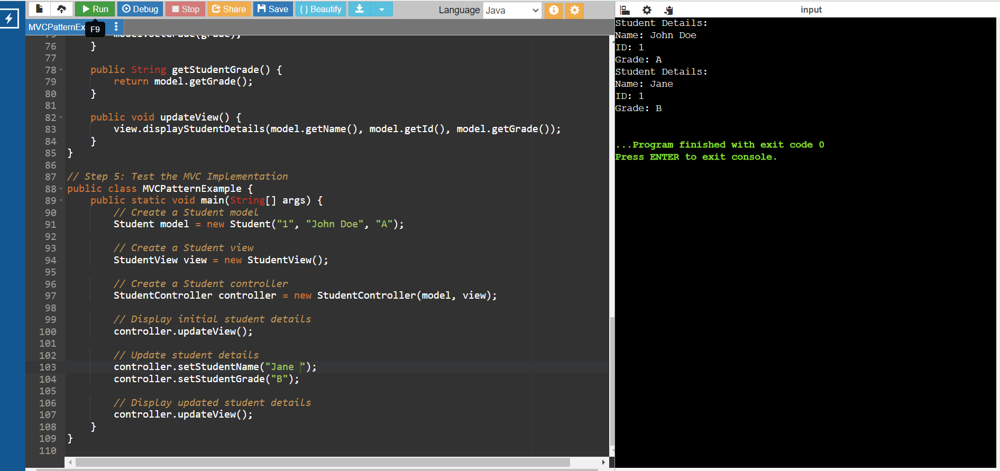 Run Debug Stop Share Save { } Beautify Language Java
MVCPatternEx
F9
75 model.setGrade(grade);
76 }
77
78 public String getStudentGrade() {
79 return model.getGrade();
80 }
81
82 public void updateView() {
83 view.displayStudentDetails(model.getName(), model.getId(), model.getGrade());
84 }
85 }
86
87 // Step 5: Test the MVC Implementation
88 public class MVCPatternExample {
89 public static void main(String[] args) {
90 // Create a Student model
91 Student model = new Student("1", "John Doe", "A");
92
93 // Create a Student view
94 StudentView view = new StudentView();
95
96 // Create a Student controller
97 StudentController controller = new StudentController(model, view);
98
99 // Display initial student details
100 controller.updateView();
101
102 // Update student details
103 controller.setStudentName("Jane ");
104 controller.setStudentGrade("B");
105
106 // Display updated student details
107 controller.updateView();
108 }
109 }
110
input
Student Details:
Name: John Doe
ID: 1
Grade: A
Student Details:
Name: Jane
ID: 1
Grade: B
...Program finished with exit code 0
Press ENTER to exit console.